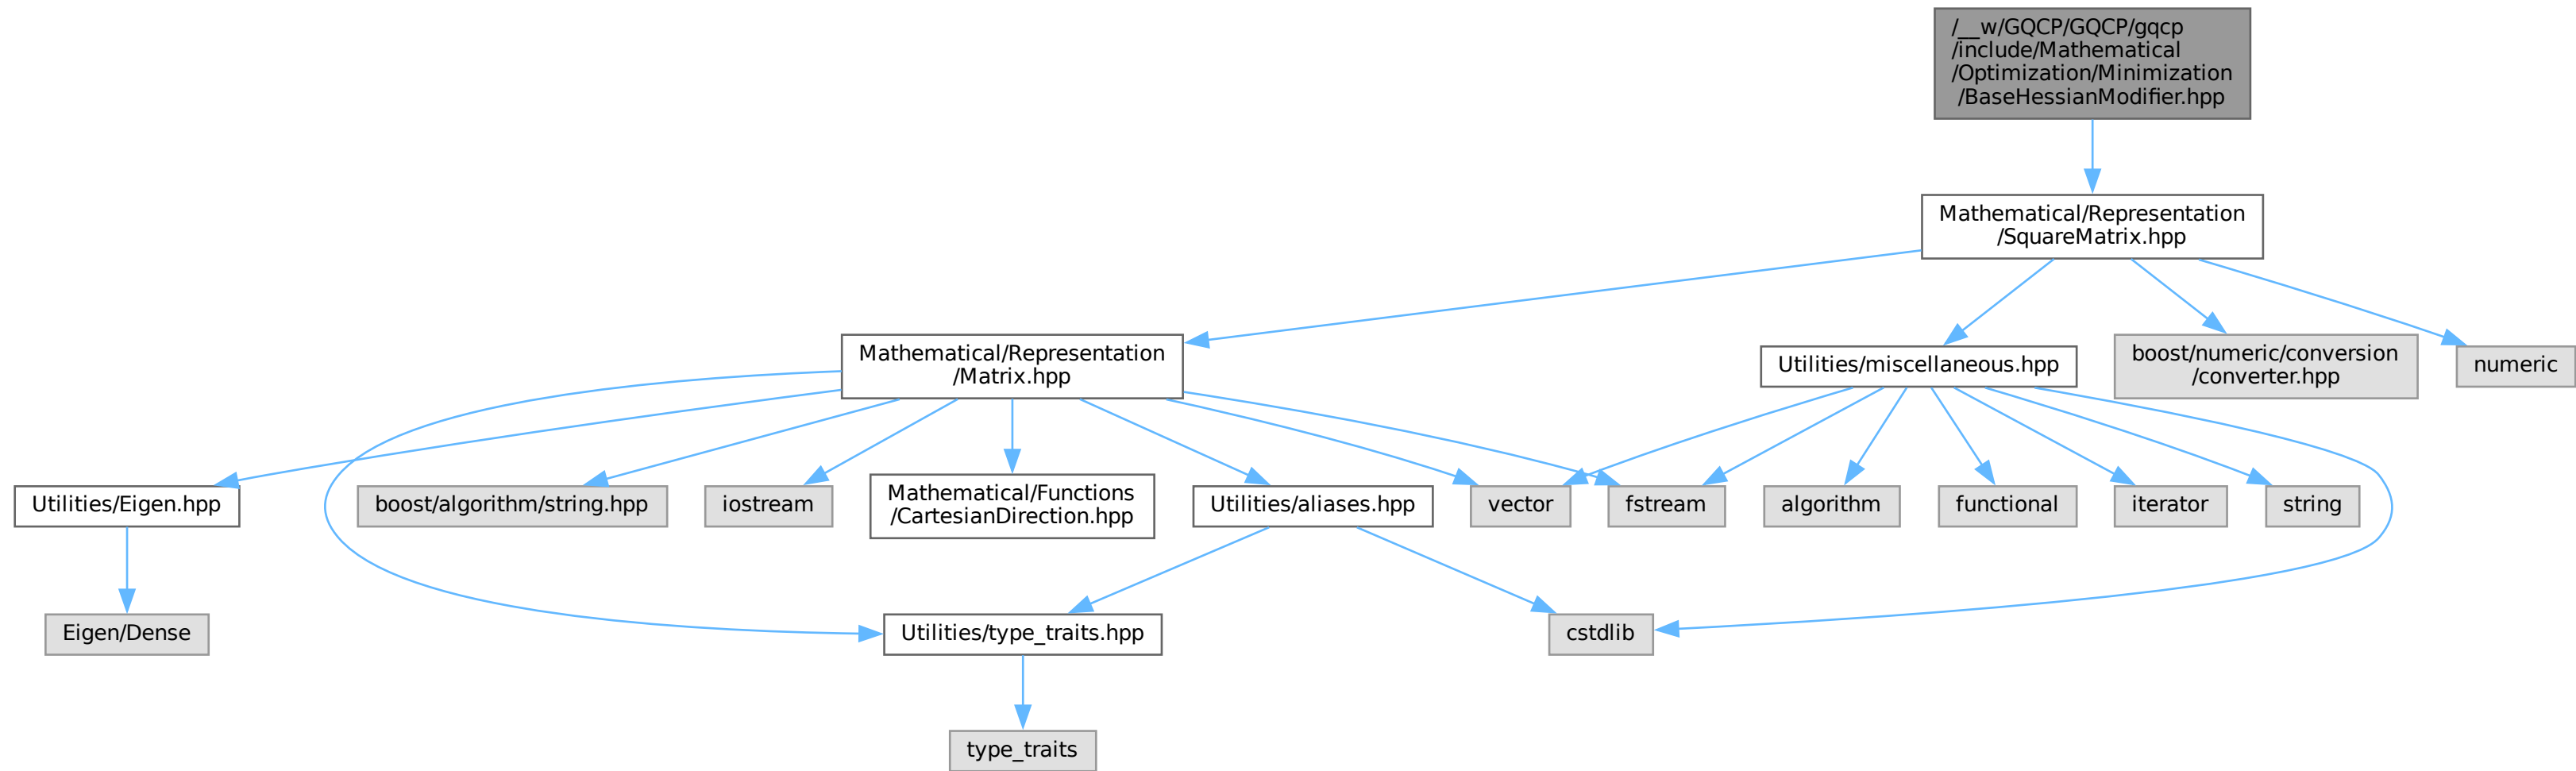 /__w/GQCP/GQCP/gqcp
/include/Mathematical
/Optimization/Minimization
/BaseHessianModifier.hpp
Mathematical/Representation
/SquareMatrix.hpp
Mathematical/Representation
/Matrix.hpp
Utilities/miscellaneous.hpp
boost/numeric/conversion
/converter.hpp
numeric
Utilities/Eigen.hpp
boost/algorithm/string.hpp
iostream
Mathematical/Functions
/CartesianDirection.hpp
Utilities/aliases.hpp
vector
fstream
algorithm
functional
iterator
string
Eigen/Dense
Utilities/type_traits.hpp
cstdlib
type_traits